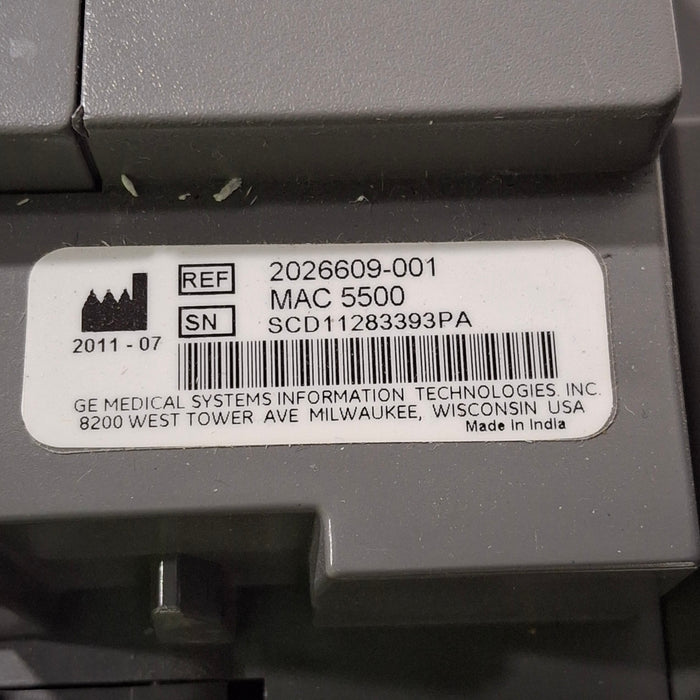 REF 2026609-001
MAC 5500
SN SCD11283393PA
2011-07
GE MEDICAL SYSTEMS INFORMATION TECHNOLOGIES. INC.
8200 WEST TOWER AVE MILWAUKEE, WISCONSIN USA
Made in India